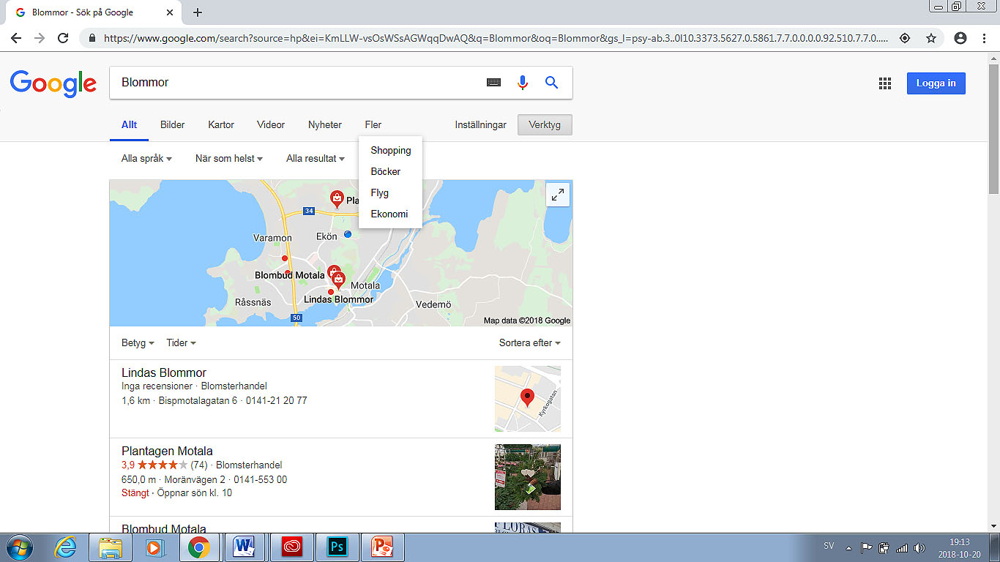 Blommor - Sök på Google
https://www.google.com/search?source=hp&ei=KmLLW-vsOsWSsAGWqqDwAQ&q=Blommor&oq=Blommor&gs_l=psy-ab.3..0l10.3373.5627.0.5861.7.7.0.0.0.0.92.510.7.7.0.....
Google
Blommor
Logga in
Allt Bilder Kartor Videor Nyheter Fler Inställningar Verktyg
Shopping
Böcker
Flyg
Ekonomi
Alla språk När som helst Alla resultat
34
Pla
Varamon
Ekön
Blombud Motala
Motala
Råssnäs
Lindas Blommor
Vedemö
50
Map data ©2018 Google
Betyg Tider Sortera efter
Lindas Blommor
Inga recensioner · Blomsterhandel
1,6 km · Bispmotalagatan 6 · 0141-21 20 77
Kyrkogatan
Plantagen Motala
3,9 ★★★★★ (74) · Blomsterhandel
650,0 m · Moränvägen 2 · 0141-553 00
Stängt · Öppnar sön kl. 10
Blombud Motala
LORAS
W
Ps
P
SV
19:13
2018-10-20